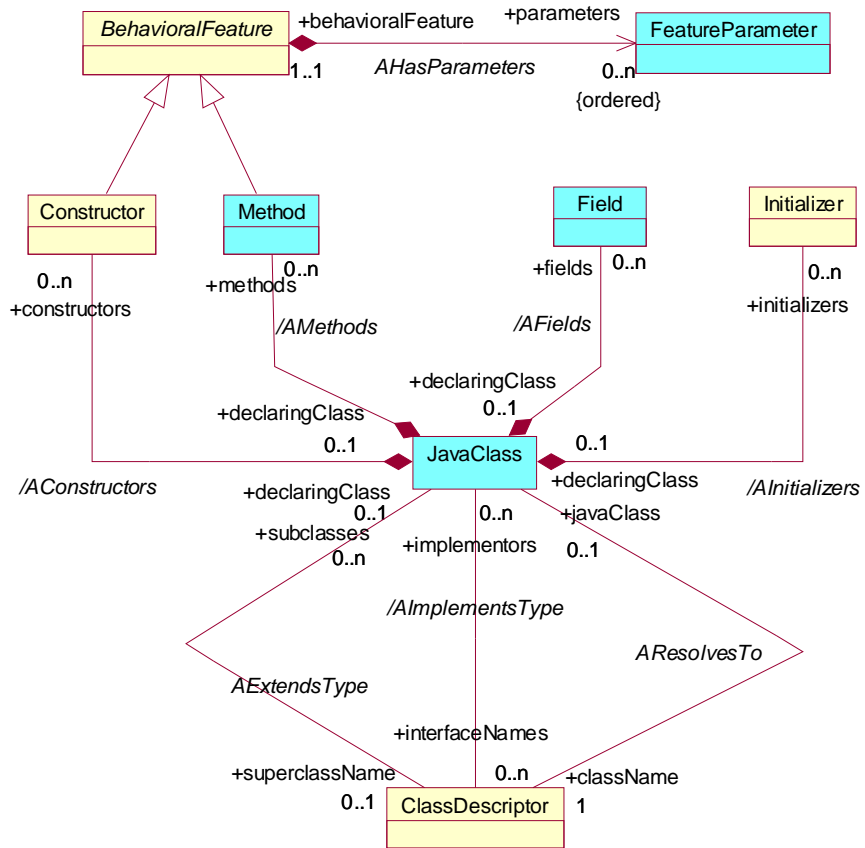 BehavioralFeature
+behavioralFeature
+parameters
FeatureParameter
1..1
AHasParameters
0..n
{ordered}
Constructor
Method
Field
Initializer
0..n
+constructors
0..n
+methods
+fields
0..n
0..n
+initializers
/AMethods
/AFields
+declaringClass
0..1
+declaringClass
0..1
JavaClass
0..1
+declaringClass
/AConstructors
/AInitializers
+declaringClass
0..1
+subclasses
0..n
0..n
+implementors
+javaClass
0..1
/AImplementsType
AResolvesTo
AExtendsType
+interfaceNames
0..n
+superclassName
0..1
+className
1
ClassDescriptor